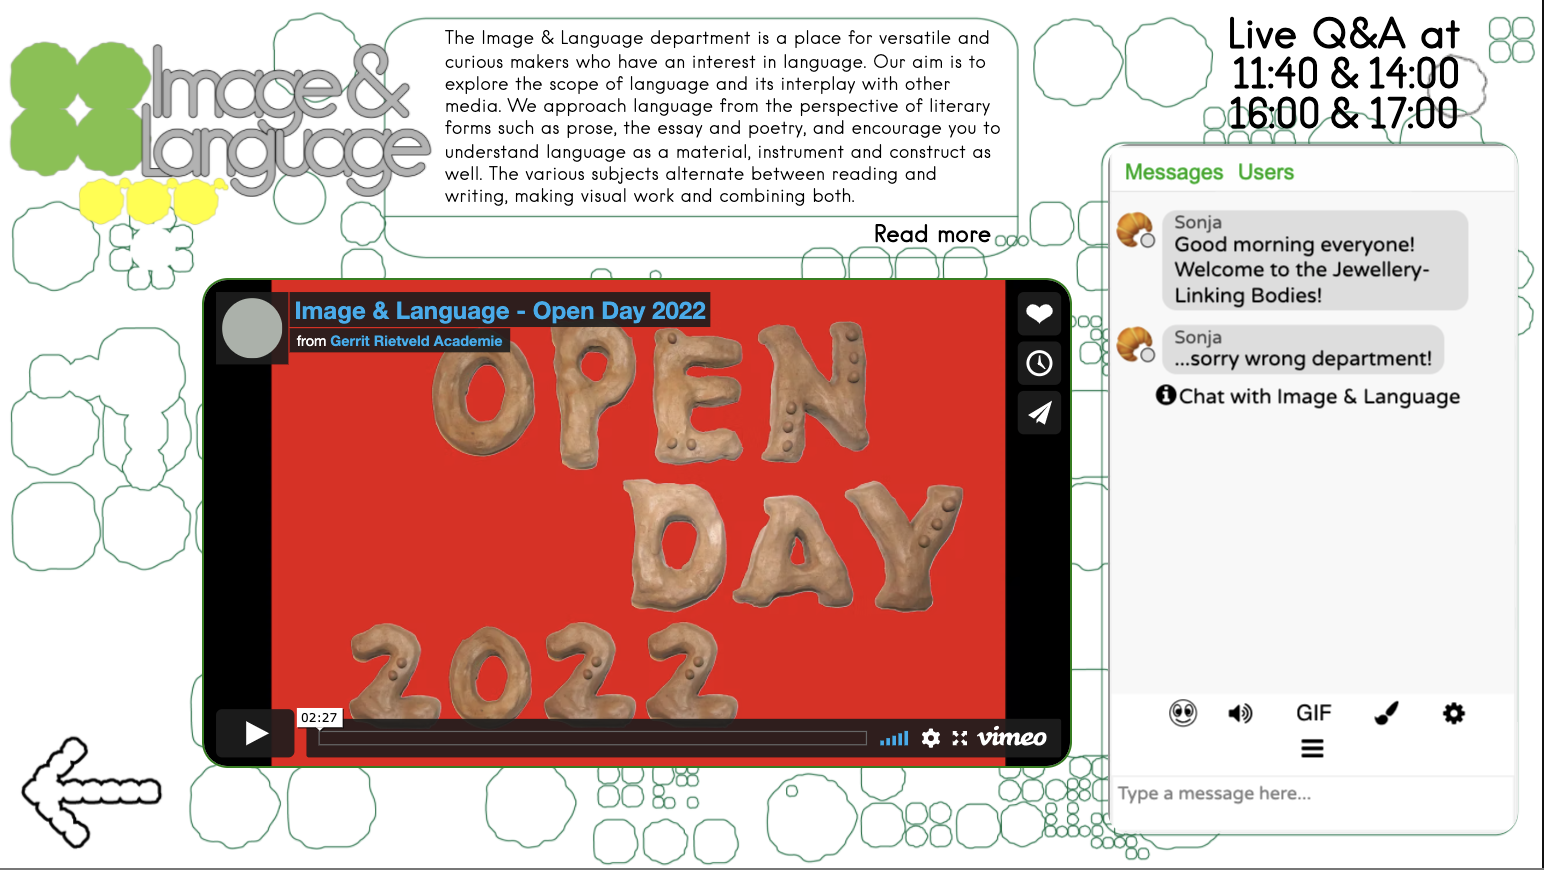 Image &
Language
The Image & Language department is a place for versatile and
curious makers who have an interest in language. Our aim is to
explore the scope of language and its interplay with other
media. We approach language from the perspective of literary
forms such as prose, the essay and poetry, and encourage you to
understand language as a material, instrument and construct as
well. The various subjects alternate between reading and
writing, making visual work and combining both.
Read more
Live Q&A at
11:40 & 14:00
16:00 & 17:00
Image & Language - Open Day 2022
from Gerrit Rietveld Academie
OPEN
DAY
2022
02:27
vimeo
Messages Users
Sonja
Good morning everyone!
Welcome to the Jewellery-
Linking Bodies!
Sonja
...sorry wrong department!
Chat with Image & Language
GIF
Type a message here...